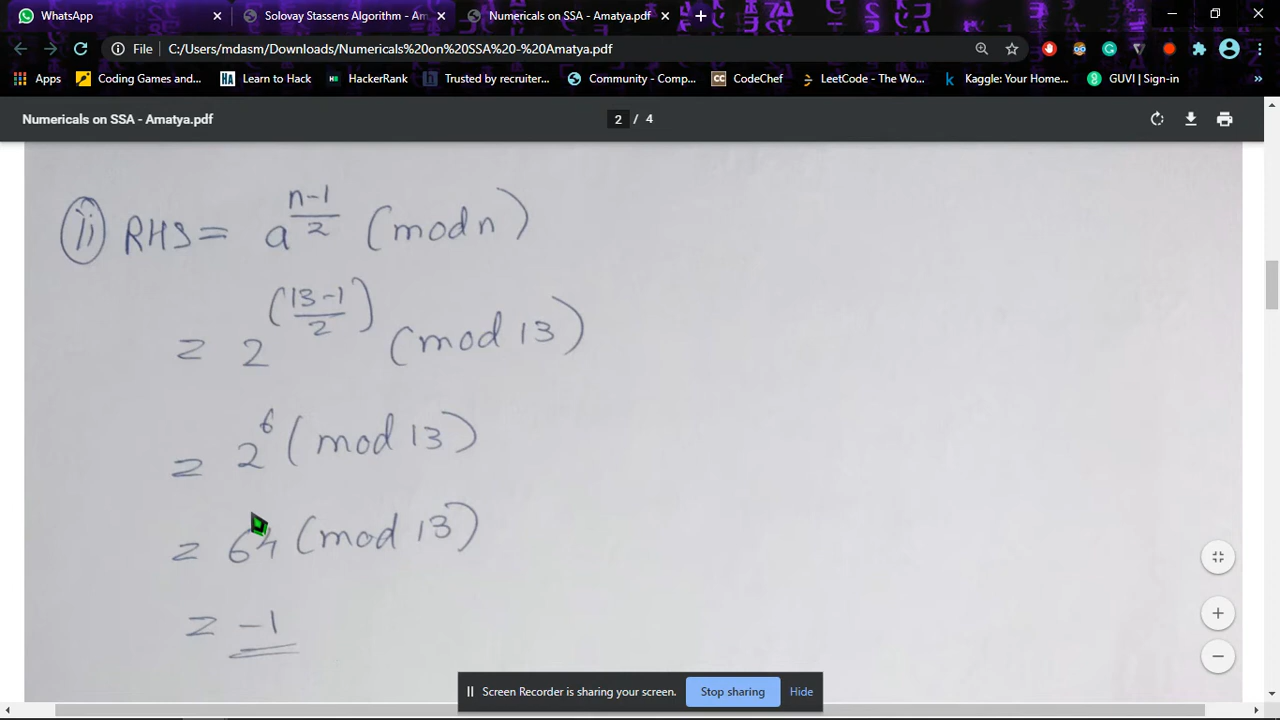 WhatsApp
Solovay Stassens Algorithm - Am
Numericals on SSA - Amatya.pdf
File C:/Users/mdasm/Downloads/Numericals%20on%20SSA%20-%20Amatya.pdf
Apps Coding Games and... Learn to Hack HackerRank Trusted by recruiter... Community - Comp... CodeChef LeetCode - The Wo... Kaggle: Your Home... GUVI | Sign-in »
Numericals on SSA - Amatya.pdf 2 / 4
ii) RHS = a^((n-1)/2) (mod n)
= 2^((13-1)/2) (mod 13)
= 2^6 (mod 13)
= 64 (mod 13)
= -1
Screen Recorder is sharing your screen. Stop sharing Hide